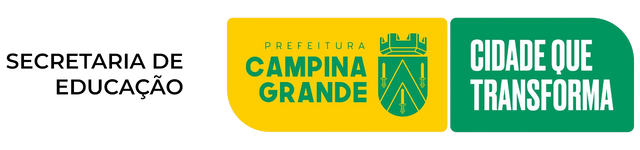 SECRETARIA DE
EDUCAÇÃO
PREFEITURA
CAMPINA
GRANDE
CIDADE QUE
TRANSFORMA